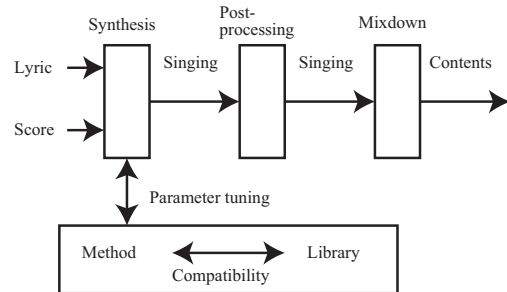 Synthesis
Post-
processing
Mixdown
Lyric
Singing
Singing
Contents
Score
Parameter tuning
Method
Library
Compatibility